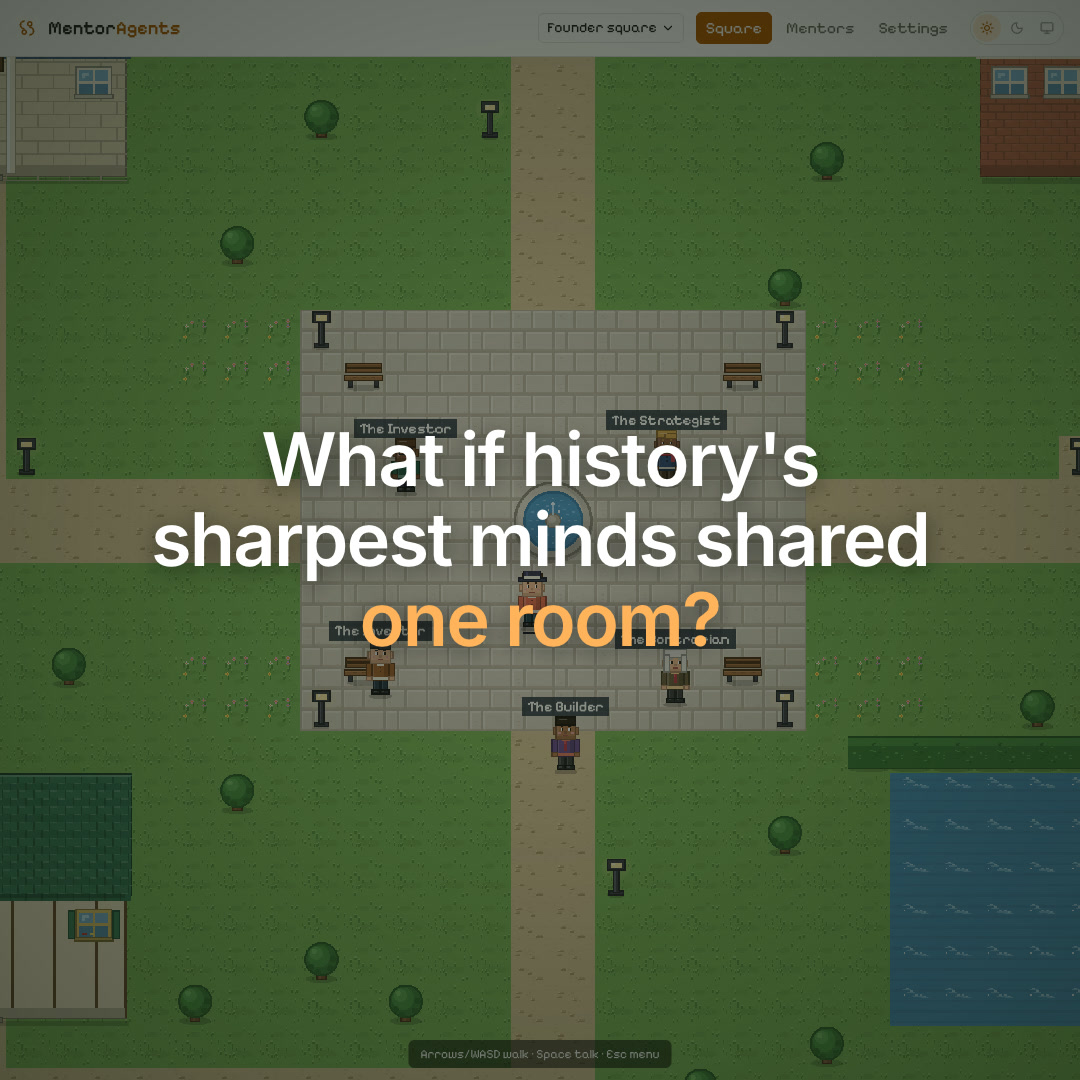 MentorAgents
Founder square
Square
Mentors
Settings
The Investor
The Strategist
What if history's
sharpest minds shared
one room?
The
The Builder
Arrows/WASD walk · Space talk · Esc menu